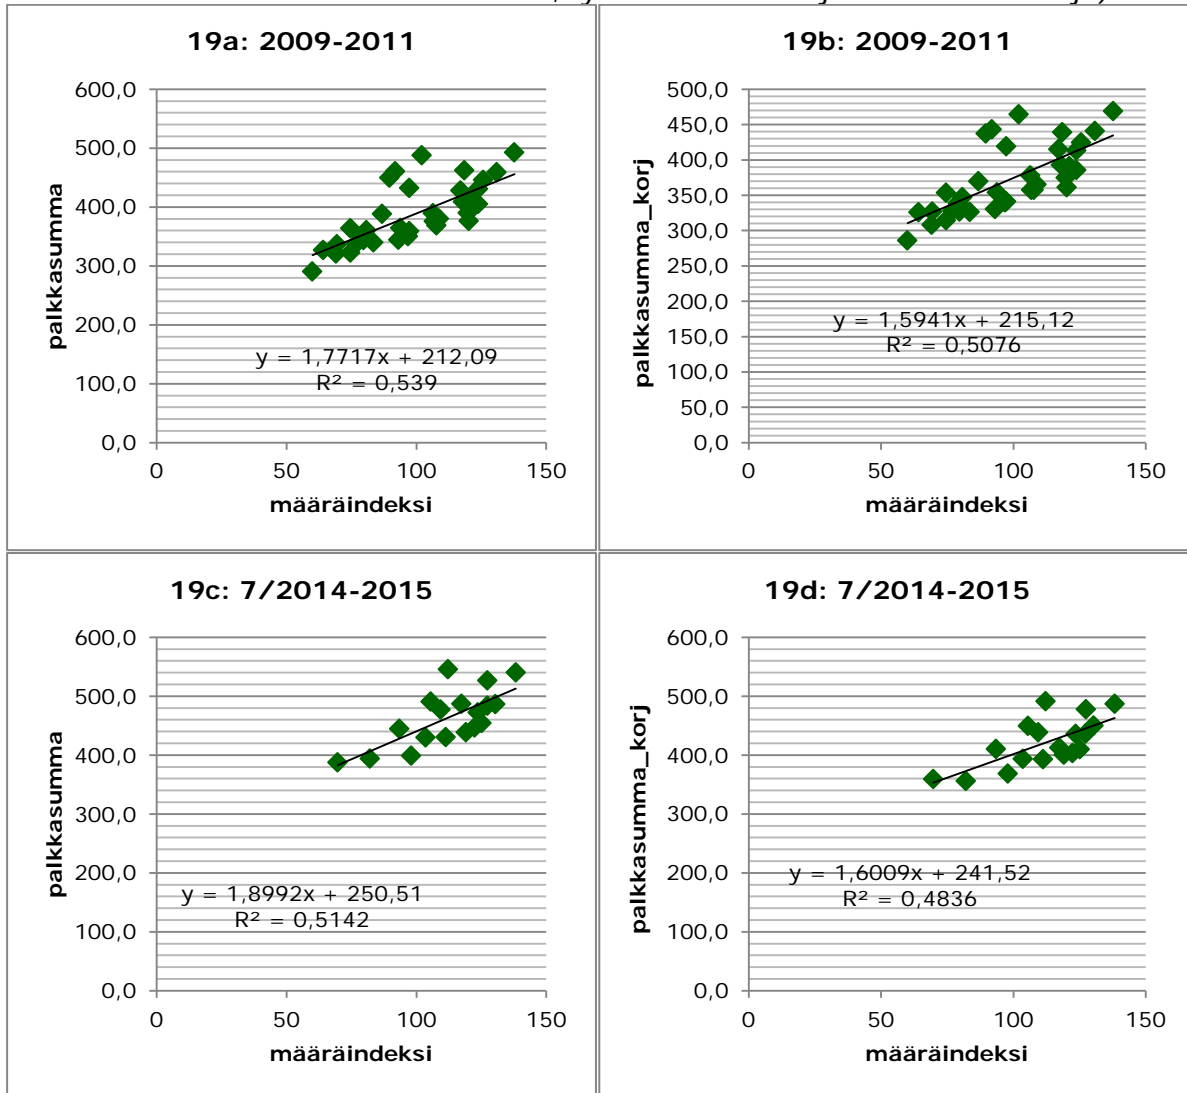 19a: 2009-2011
600,0
500,0
400,0
300,0
200,0
100,0
0,0
palkkasumma
y = 1,7717x + 212,09
R² = 0,539
0 50 100 150
määräindeksi
19b: 2009-2011
500,0
450,0
400,0
350,0
300,0
250,0
200,0
150,0
100,0
50,0
0,0
palkkasumma_korj
y = 1,5941x + 215,12
R² = 0,5076
0 50 100 150
määräindeksi
19c: 7/2014-2015
600,0
500,0
400,0
300,0
200,0
100,0
0,0
palkkasumma
y = 1,8992x + 250,51
R² = 0,5142
0 50 100 150
määräindeksi
19d: 7/2014-2015
600,0
500,0
400,0
300,0
200,0
100,0
0,0
palkkasumma_korj
y = 1,6009x + 241,52
R² = 0,4836
0 50 100 150
määräindeksi